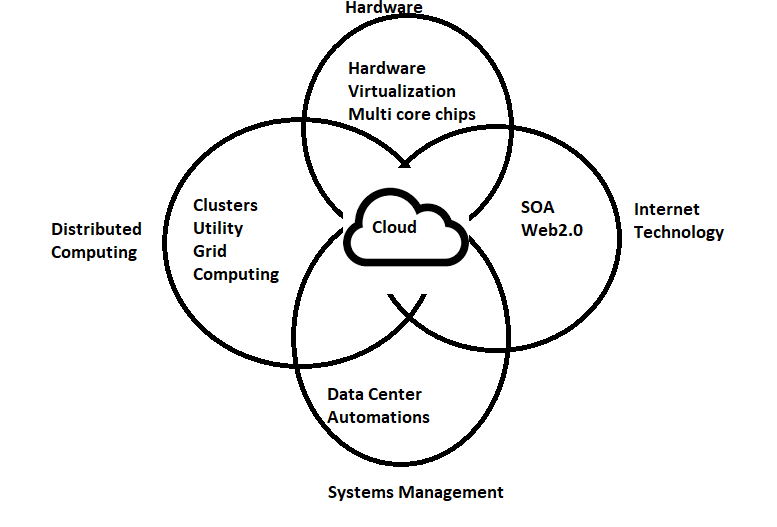 Hardware
Hardware
Virtualization
Multi core chips
Distributed
Computing
Clusters
Utility
Grid
Computing
Cloud
SOA
Web2.0
Internet
Technology
Data Center
Automations
Systems Management